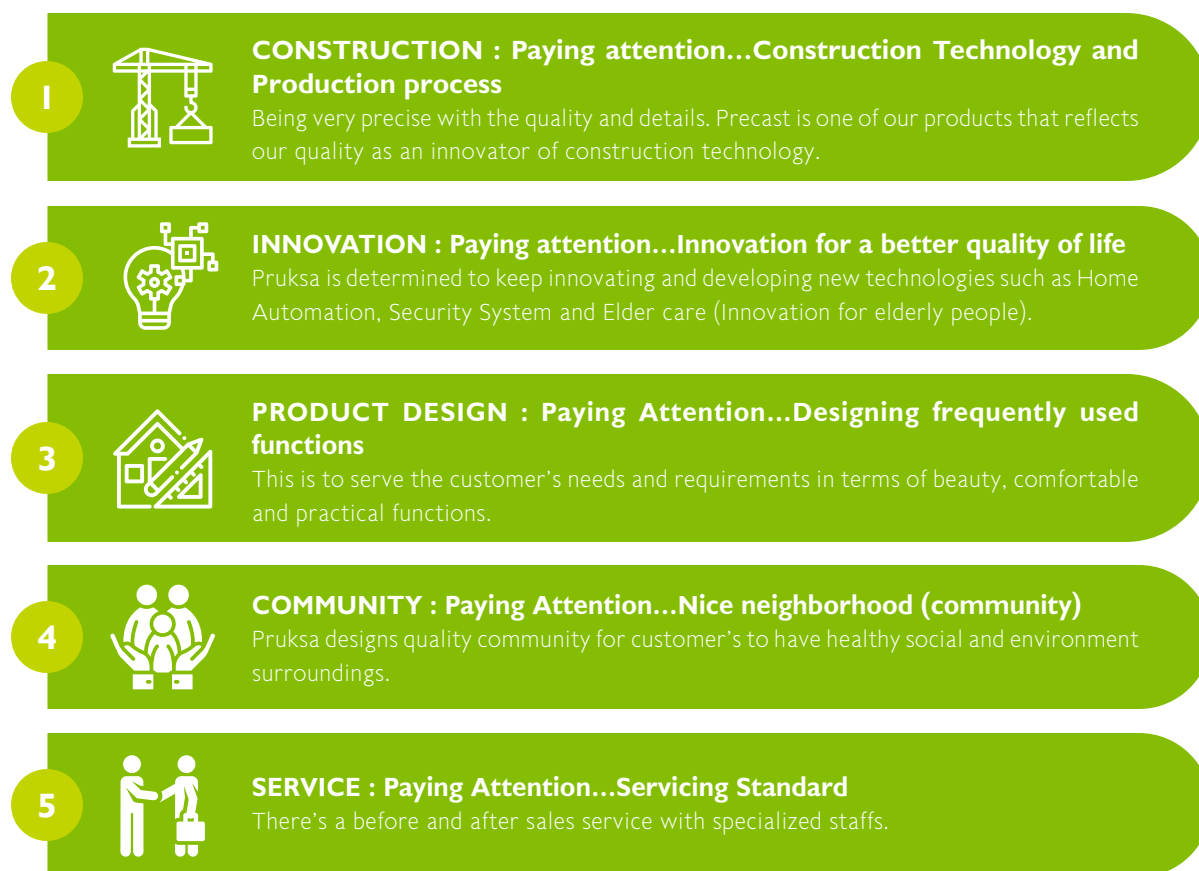 1
CONSTRUCTION : Paying attention...Construction Technology and
Production process
Being very precise with the quality and details. Precast is one of our products that reflects
our quality as an innovator of construction technology.
2
INNOVATION : Paying attention...Innovation for a better quality of life
Pruksa is determined to keep innovating and developing new technologies such as Home
Automation, Security System and Elder care (Innovation for elderly people).
3
PRODUCT DESIGN : Paying Attention...Designing frequently used
functions
This is to serve the customer's needs and requirements in terms of beauty, comfortable
and practical functions.
4
COMMUNITY : Paying Attention...Nice neighborhood (community)
Pruksa designs quality community for customer's to have healthy social and environment
surroundings.
5
SERVICE : Paying Attention...Servicing Standard
There's a before and after sales service with specialized staffs.